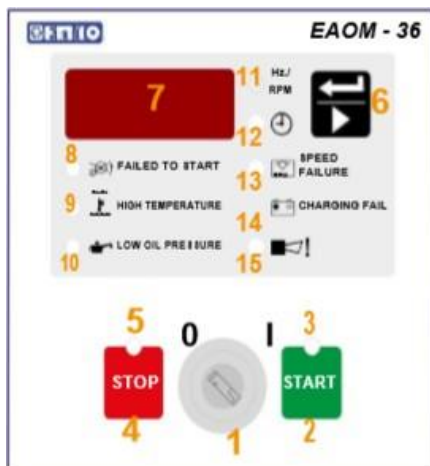 EAOM - 36
7
11 Hz./
RPM
6
12
8 FAILED TO START
13 SPEED
FAILURE
9 HIGH TEMPERATURE
14 CHARGING FAIL
10 LOW OIL PRESSURE
15 !
5 0 I 3
STOP START
4 1 2